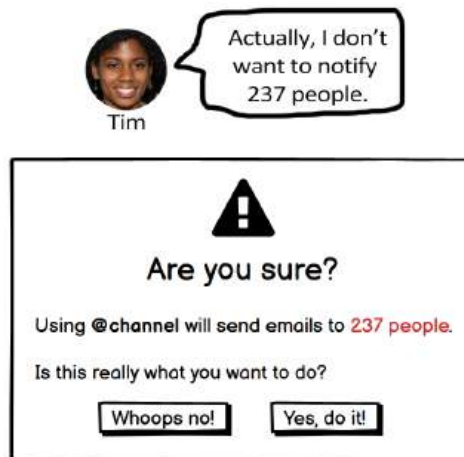 Actually, I don't
want to notify
237 people.
Tim
Are you sure?
Using @channel will send emails to 237 people.
Is this really what you want to do?
Whoops no!
Yes, do it!